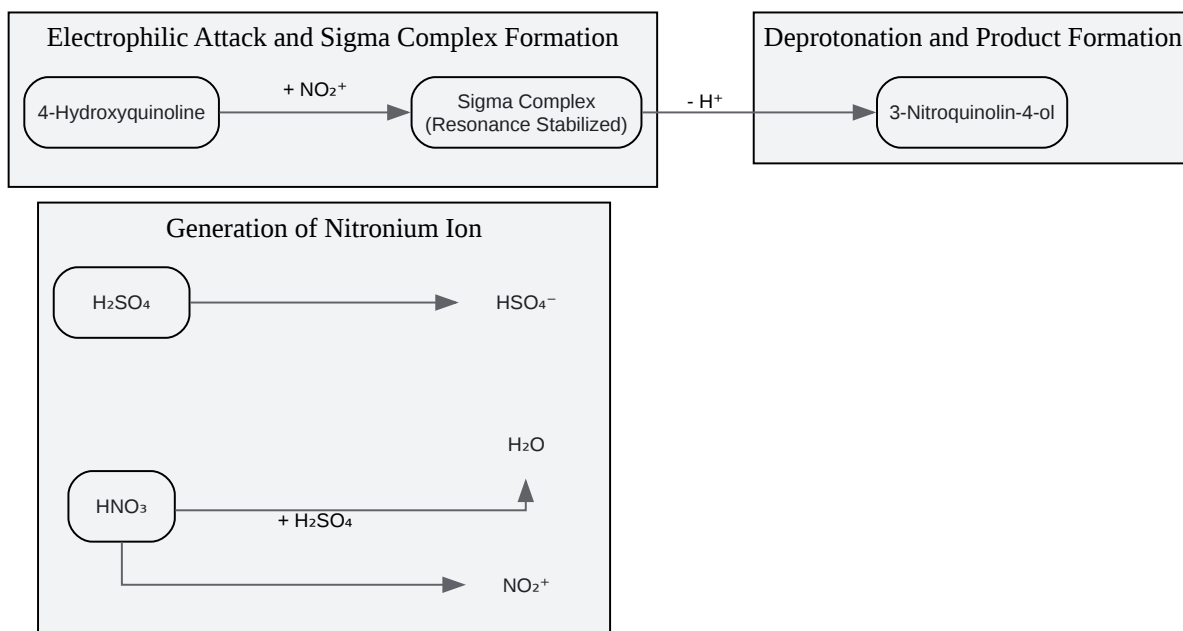 Electrophilic Attack and Sigma Complex Formation
4-Hydroxyquinoline
+ NO₂⁺
Sigma Complex
(Resonance Stabilized)
- H⁺
Deprotonation and Product Formation
3-Nitroquinolin-4-ol
Generation of Nitronium Ion
H₂SO₄
HSO₄⁻
H₂O
HNO₃
+ H₂SO₄
NO₂⁺